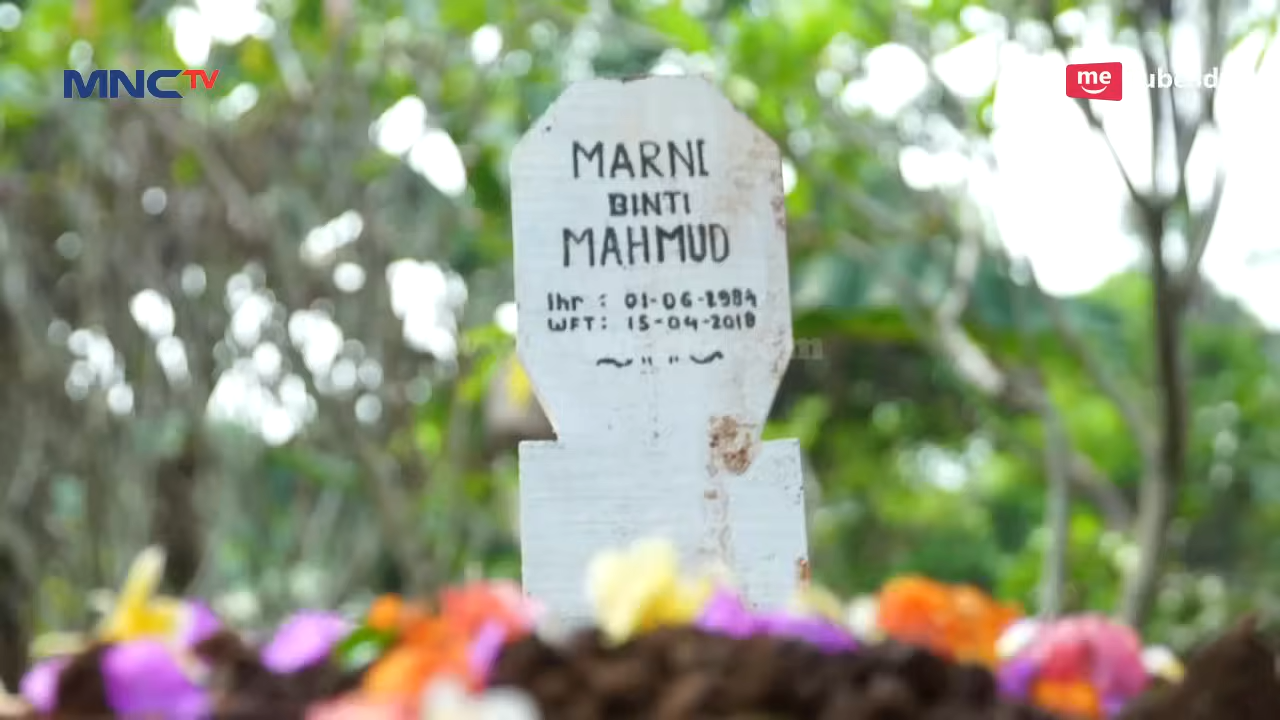 MNCTV
me
MARNI
BINTI
MAHMUD
lhr : 01-06-1984
WFT: 15-04-2018